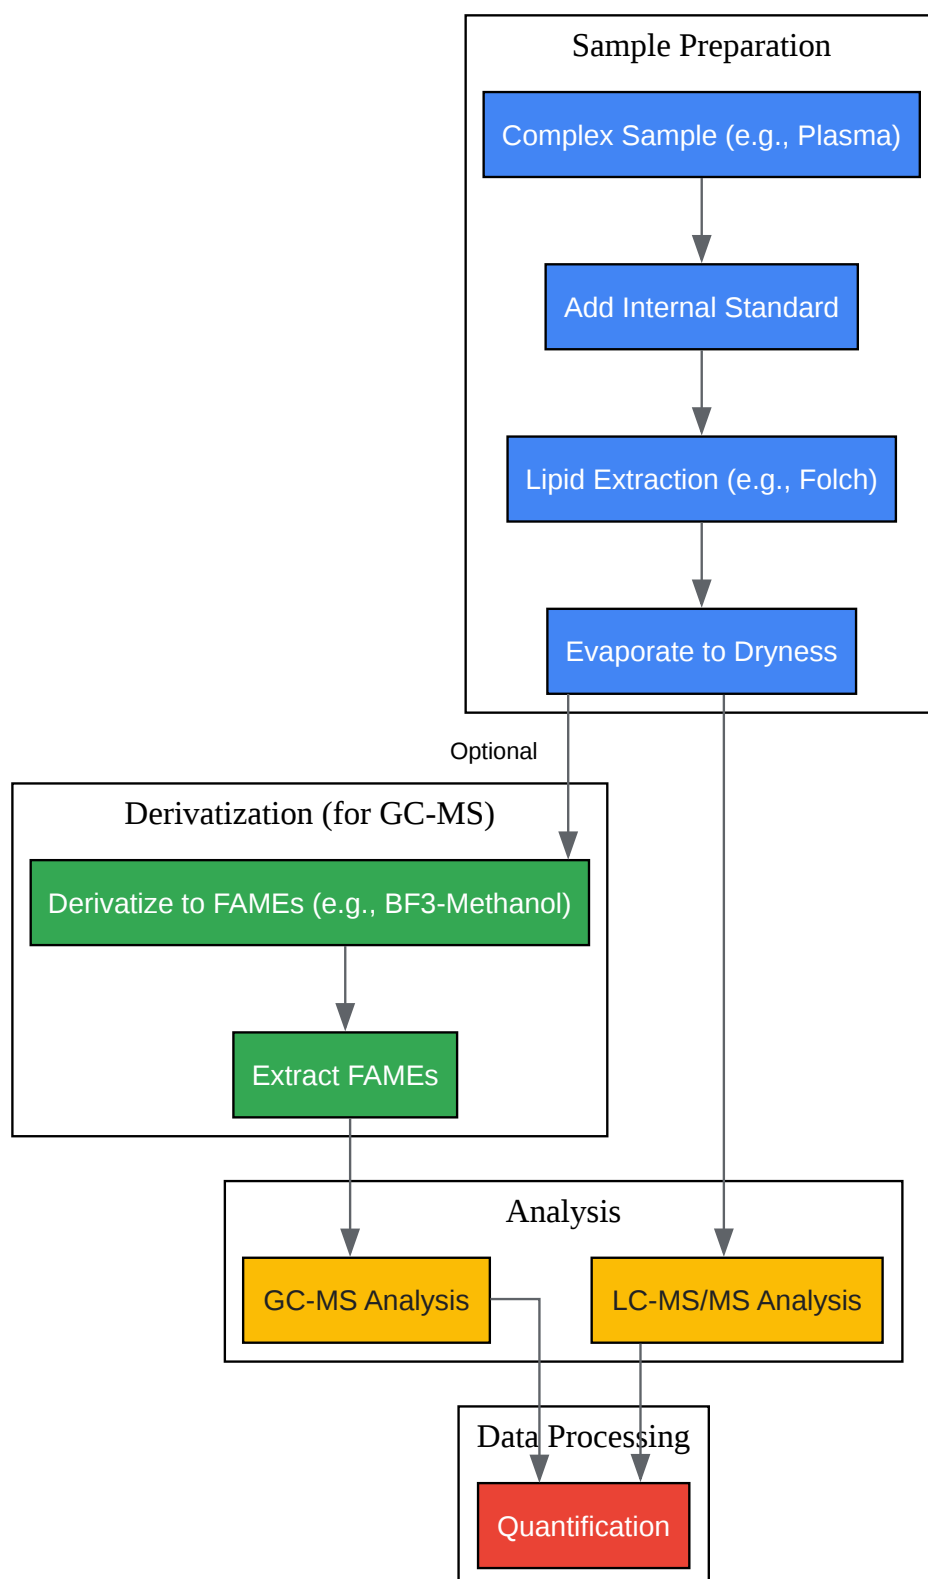 Sample Preparation
Complex Sample (e.g., Plasma)
Add Internal Standard
Lipid Extraction (e.g., Folch)
Evaporate to Dryness
Optional
Derivatization (for GC-MS)
Derivatize to FAMEs (e.g., BF3-Methanol)
Extract FAMEs
Analysis
GC-MS Analysis
LC-MS/MS Analysis
Data Processing
Quantification